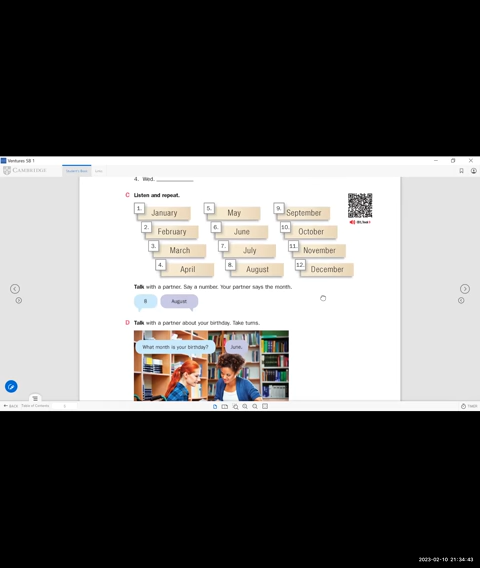 Ventures SB 1
CAMBRIDGE
Student's Book
4. Wed.
C Listen and repeat.
1. January
2. February
3. March
4. April
5. May
6. June
7. July
8. August
9. September
10. October
11. November
12. December
Talk with a partner. Say a number. Your partner says the month.
8
August
D Talk with a partner about your birthday. Take turns.
What month is your birthday?
June.
BACK
Table of Contents
2023-02-10 21:34:43